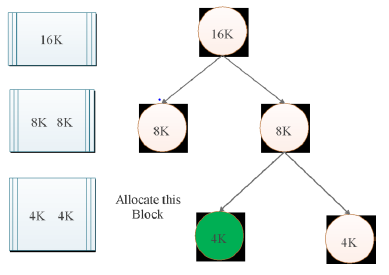 16K
16K
8K 8K
8K
8K
4K 4K
Allocate this
Block
4K
4K